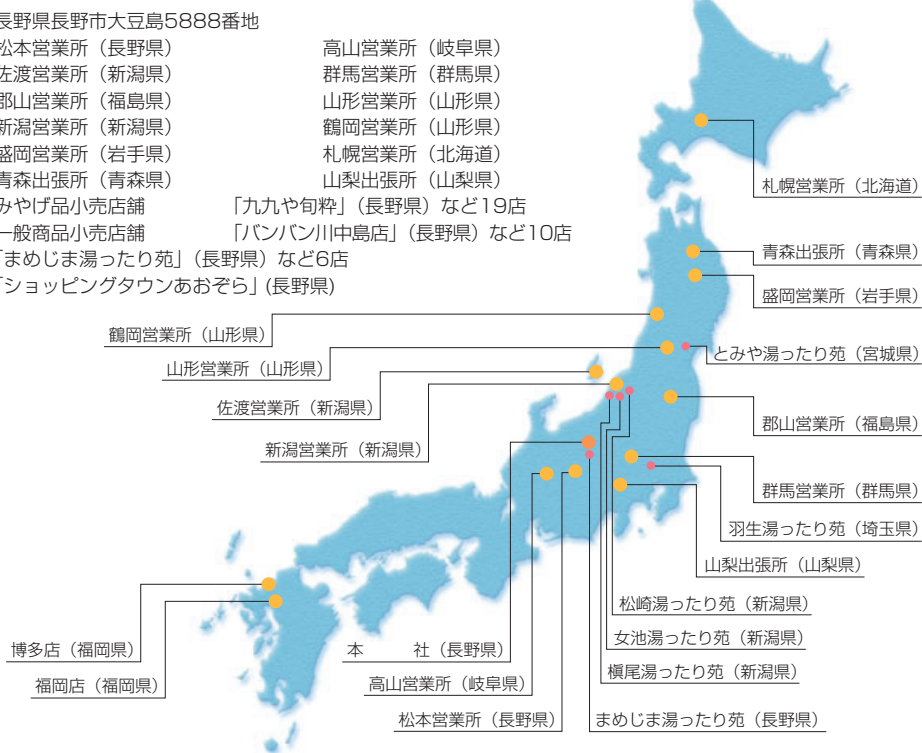 長野県長野市大豆島5888番地
松本営業所（長野県）　高山営業所（岐阜県）
佐渡営業所（新潟県）　群馬営業所（群馬県）
郡山営業所（福島県）　山形営業所（山形県）
新潟営業所（新潟県）　鶴岡営業所（山形県）
盛岡営業所（岩手県）　札幌営業所（北海道）
青森出張所（青森県）　山梨出張所（山梨県）
みやげ品小売店舗　「九九や旬粋」（長野県）など19店
一般商品小売店舗　「バンバン川中島店」（長野県）など10店
「まめじま湯ったり苑」（長野県）など6店
「ショッピングタウンあおぞら」(長野県)
札幌営業所（北海道）
青森出張所（青森県）
盛岡営業所（岩手県）
鶴岡営業所（山形県）
とみや湯ったり苑（宮城県）
山形営業所（山形県）
佐渡営業所（新潟県）
郡山営業所（福島県）
新潟営業所（新潟県）
群馬営業所（群馬県）
羽生湯ったり苑（埼玉県）
山梨出張所（山梨県）
松崎湯ったり苑（新潟県）
女池湯ったり苑（新潟県）
博多店（福岡県）
本　　社（長野県）
槇尾湯ったり苑（新潟県）
福岡店（福岡県）
高山営業所（岐阜県）
松本営業所（長野県）
まめじま湯ったり苑（長野県）